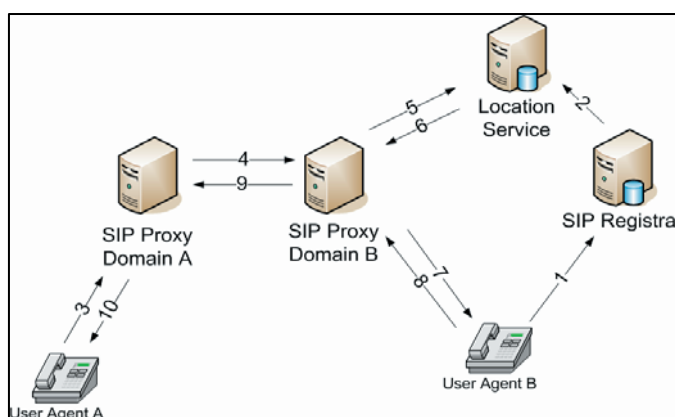 Location
Service
5
6
2
4
9
SIP Proxy
Domain A
SIP Proxy
Domain B
SIP Registra
3
10
7
8
1
User Agent A
User Agent B